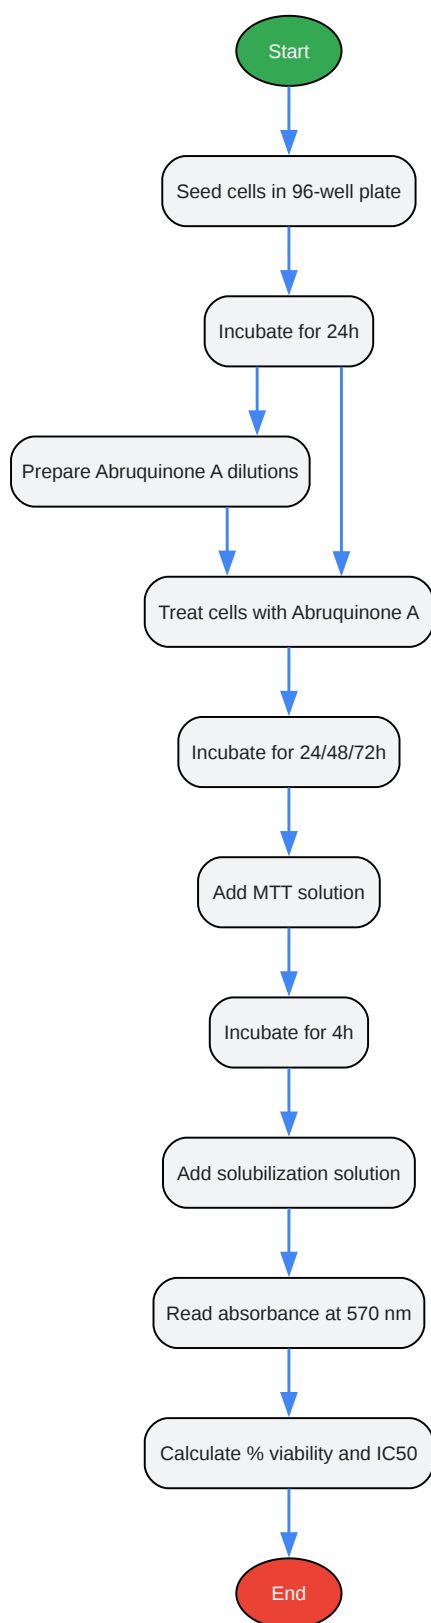 Start
Seed cells in 96-well plate
Incubate for 24h
Prepare Abruquinone A dilutions
Treat cells with Abruquinone A
Incubate for 24/48/72h
Add MTT solution
Incubate for 4h
Add solubilization solution
Read absorbance at 570 nm
Calculate % viability and IC50
End